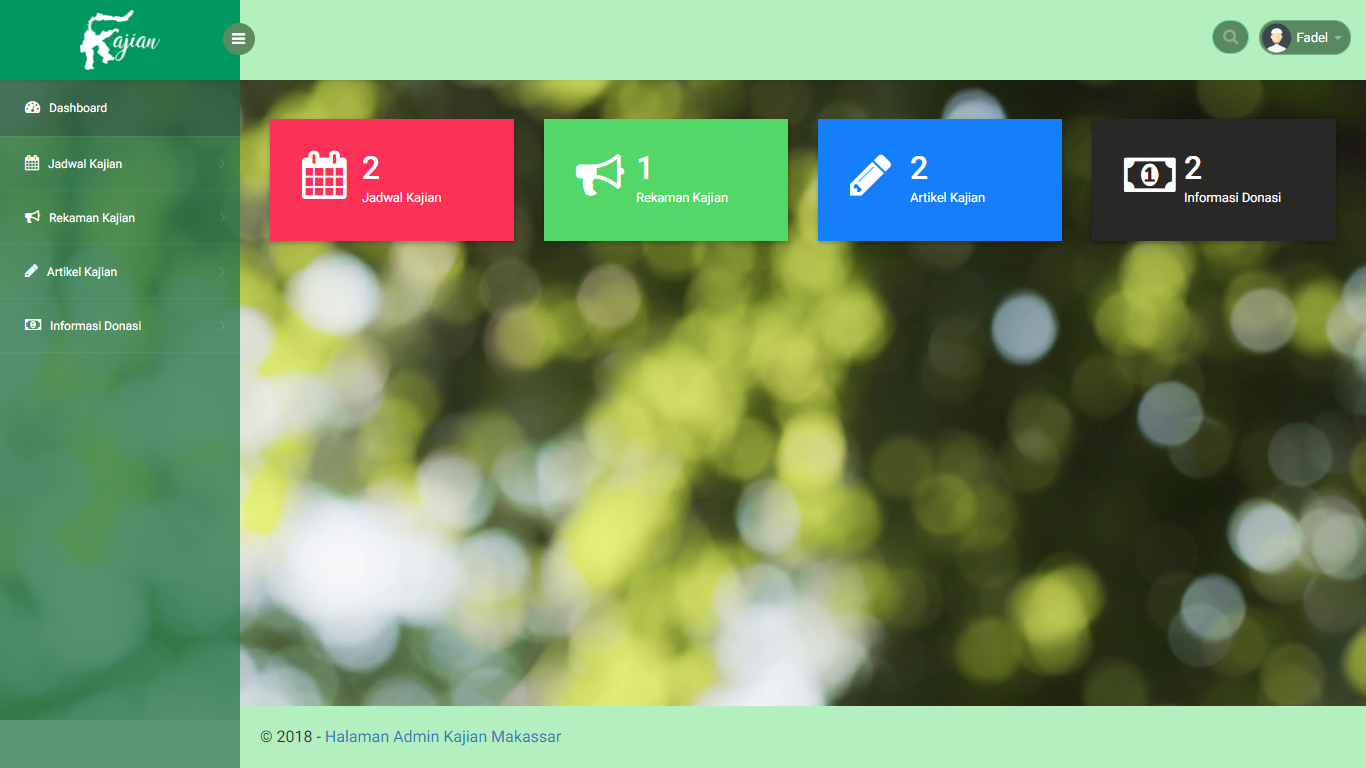 Kajian
Fadel
Dashboard
Jadwal Kajian
Rekaman Kajian
Artikel Kajian
Informasi Donasi
2
Jadwal Kajian
1
Rekaman Kajian
2
Artikel Kajian
1
2
Informasi Donasi
© 2018 - Halaman Admin Kajian Makassar